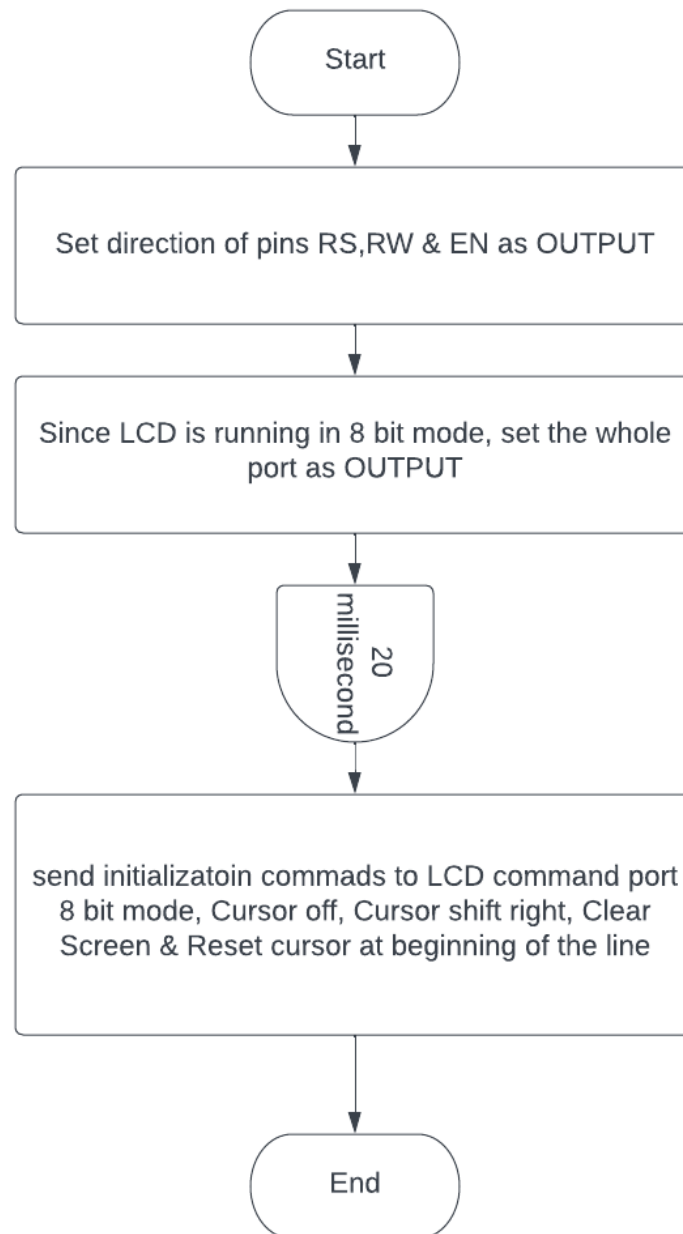 Start
Set direction of pins RS,RW & EN as OUTPUT
Since LCD is running in 8 bit mode, set the whole
port as OUTPUT
20
millisecond
send initializatoin commads to LCD command port
8 bit mode, Cursor off, Cursor shift right, Clear
Screen & Reset cursor at beginning of the line
End